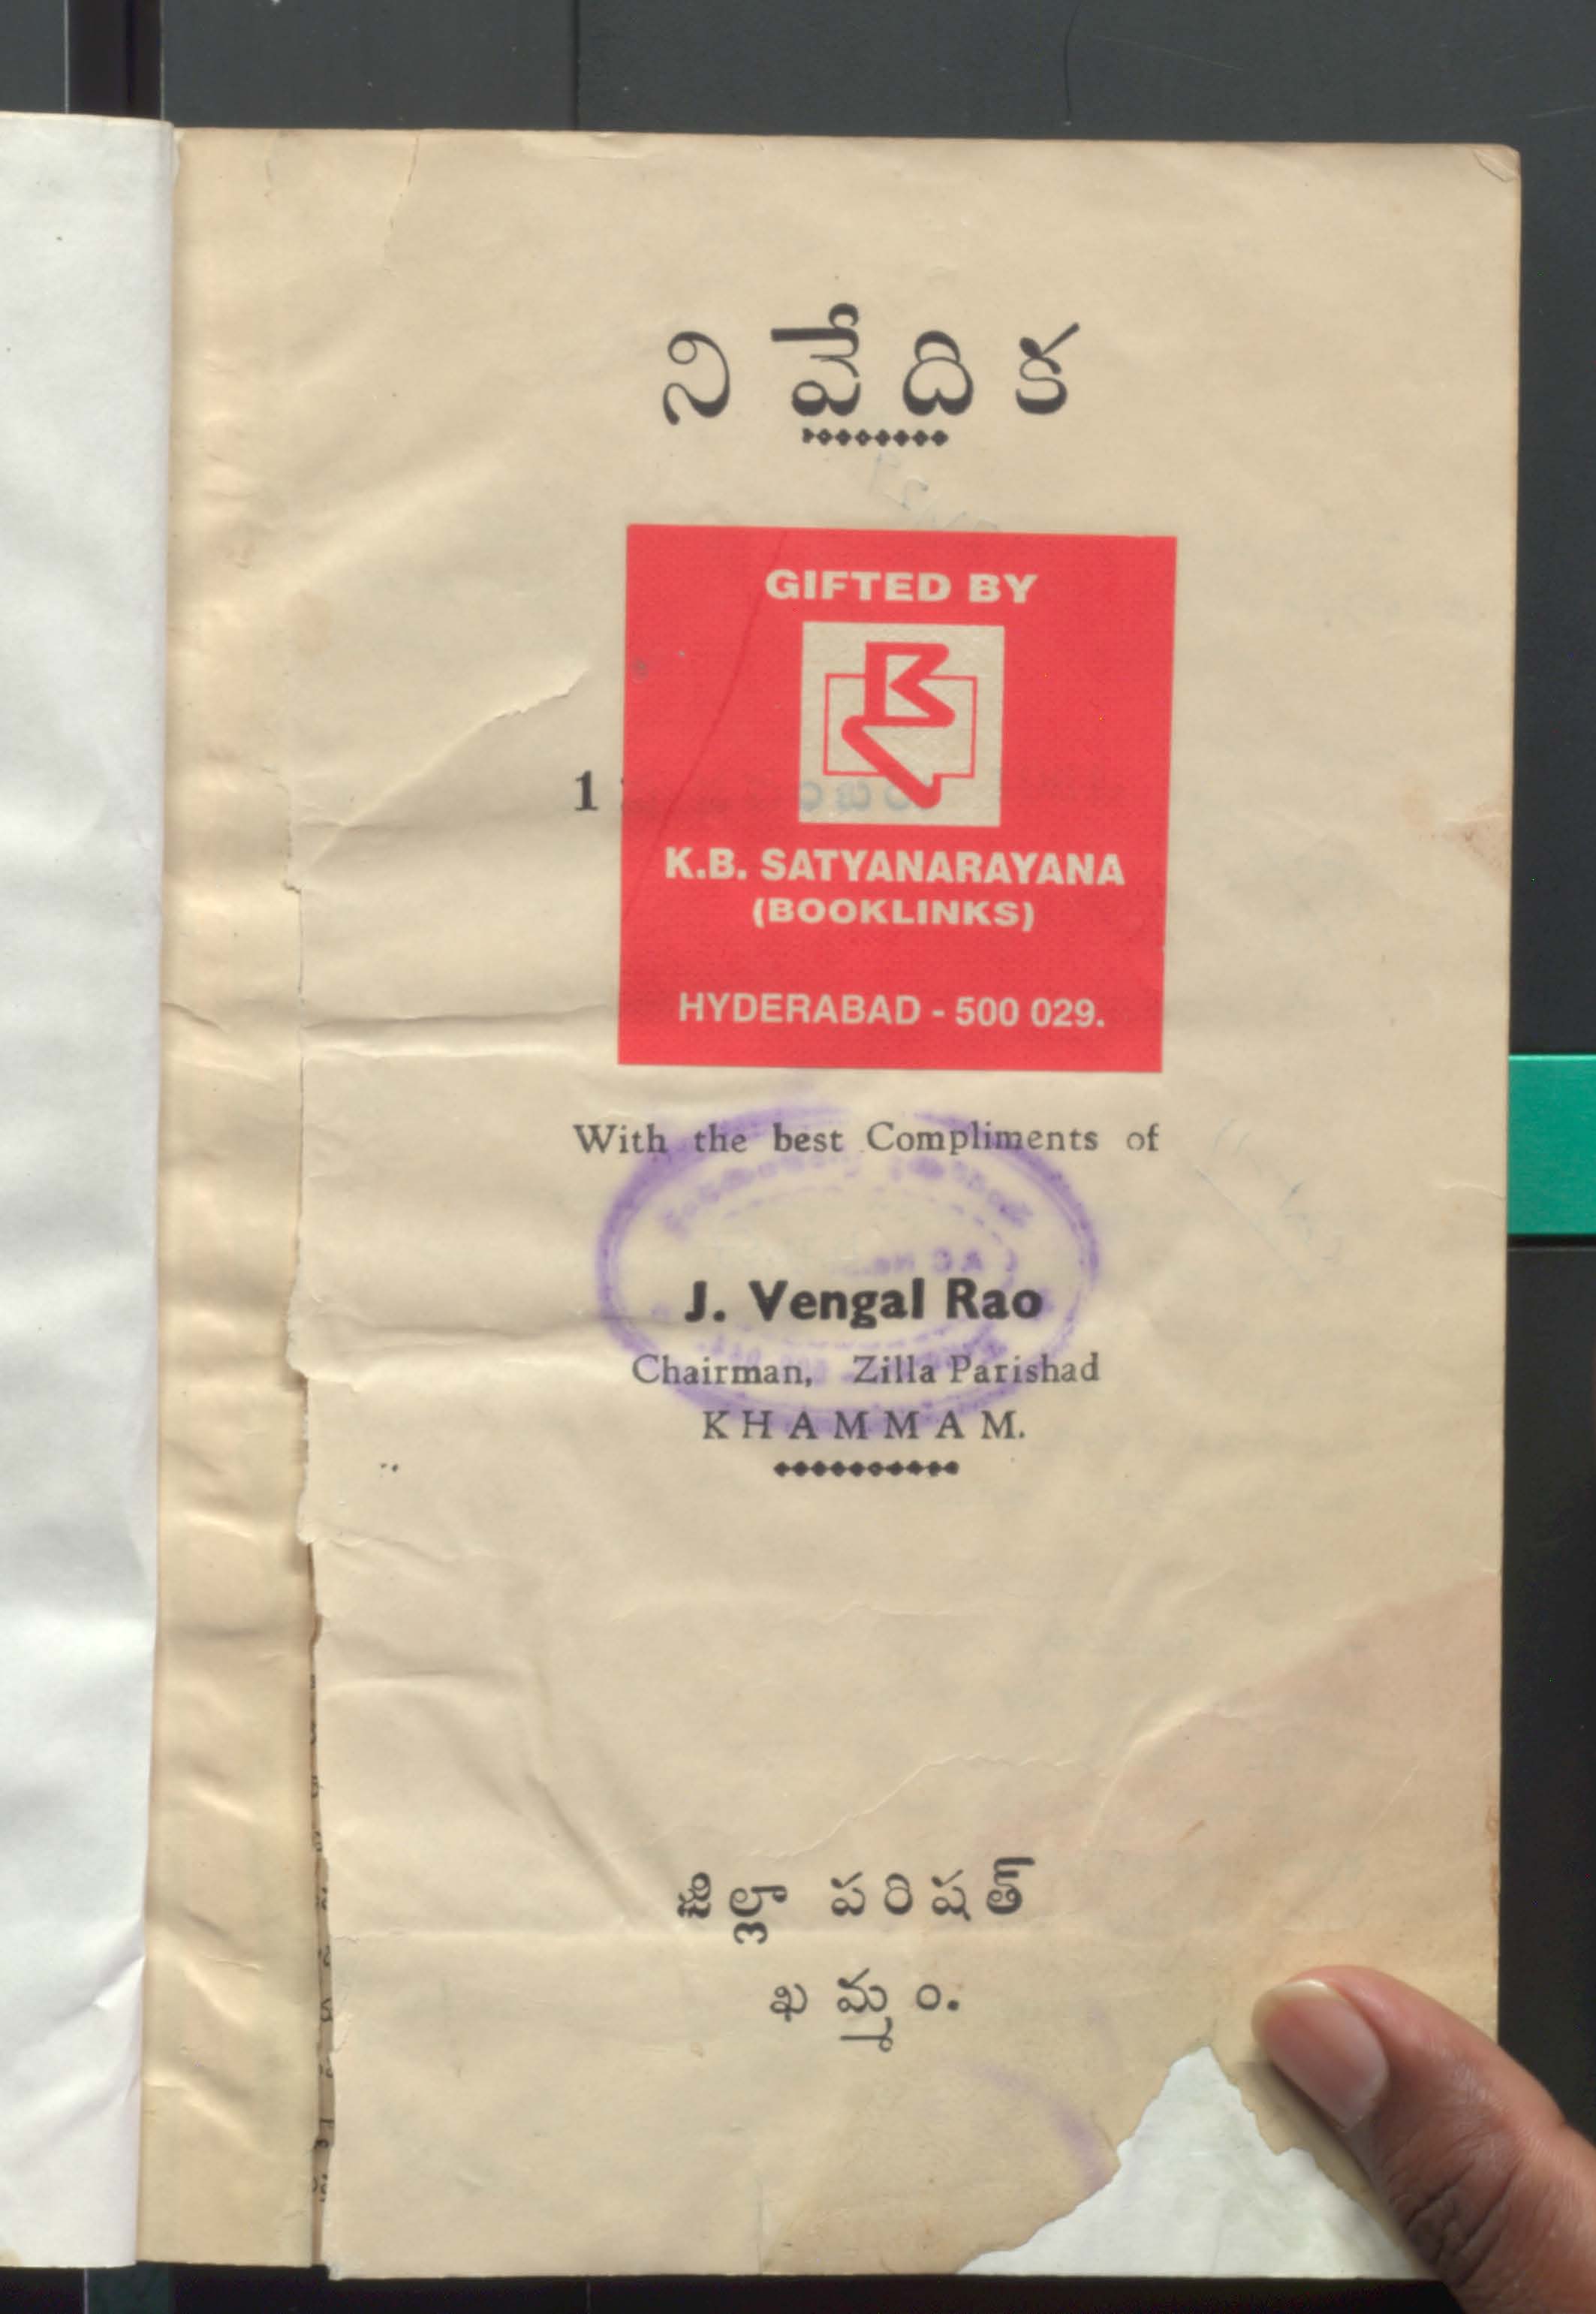 నివేదిక
GIFTED BY
1
K.B. SATYANARAYANA
(BOOKLINKS)
HYDERABAD - 500 029.
With the best Compliments of
J. Vengal Rao
Chairman, Zilla Parishad
KHAMMAM.
జిల్లా పరిషత్
ఖమ్మం.